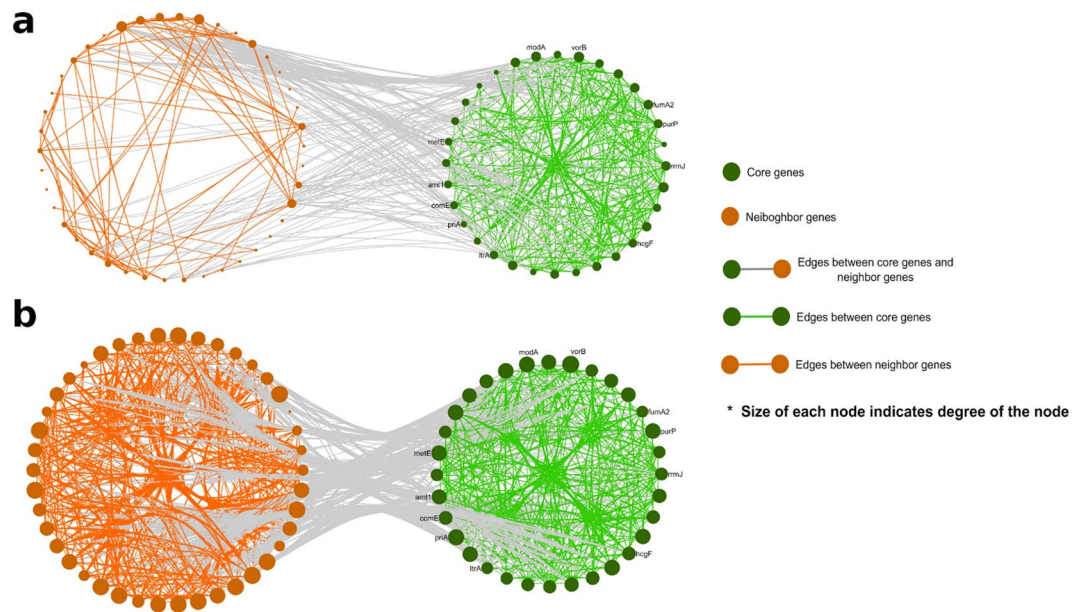 a
modA
vorB
fumA2
purP
metE
rrmJ
amt1
comE
priA
hcgF
ltrA
Core genes
Neiboghbor genes
Edges between core genes and
neighbor genes
Edges between core genes
Edges between neighbor genes
* Size of each node indicates degree of the node
b
modA
vorB
fumA2
purP
metE
rrmJ
amt1
comE
priA
hcgF
ltrA